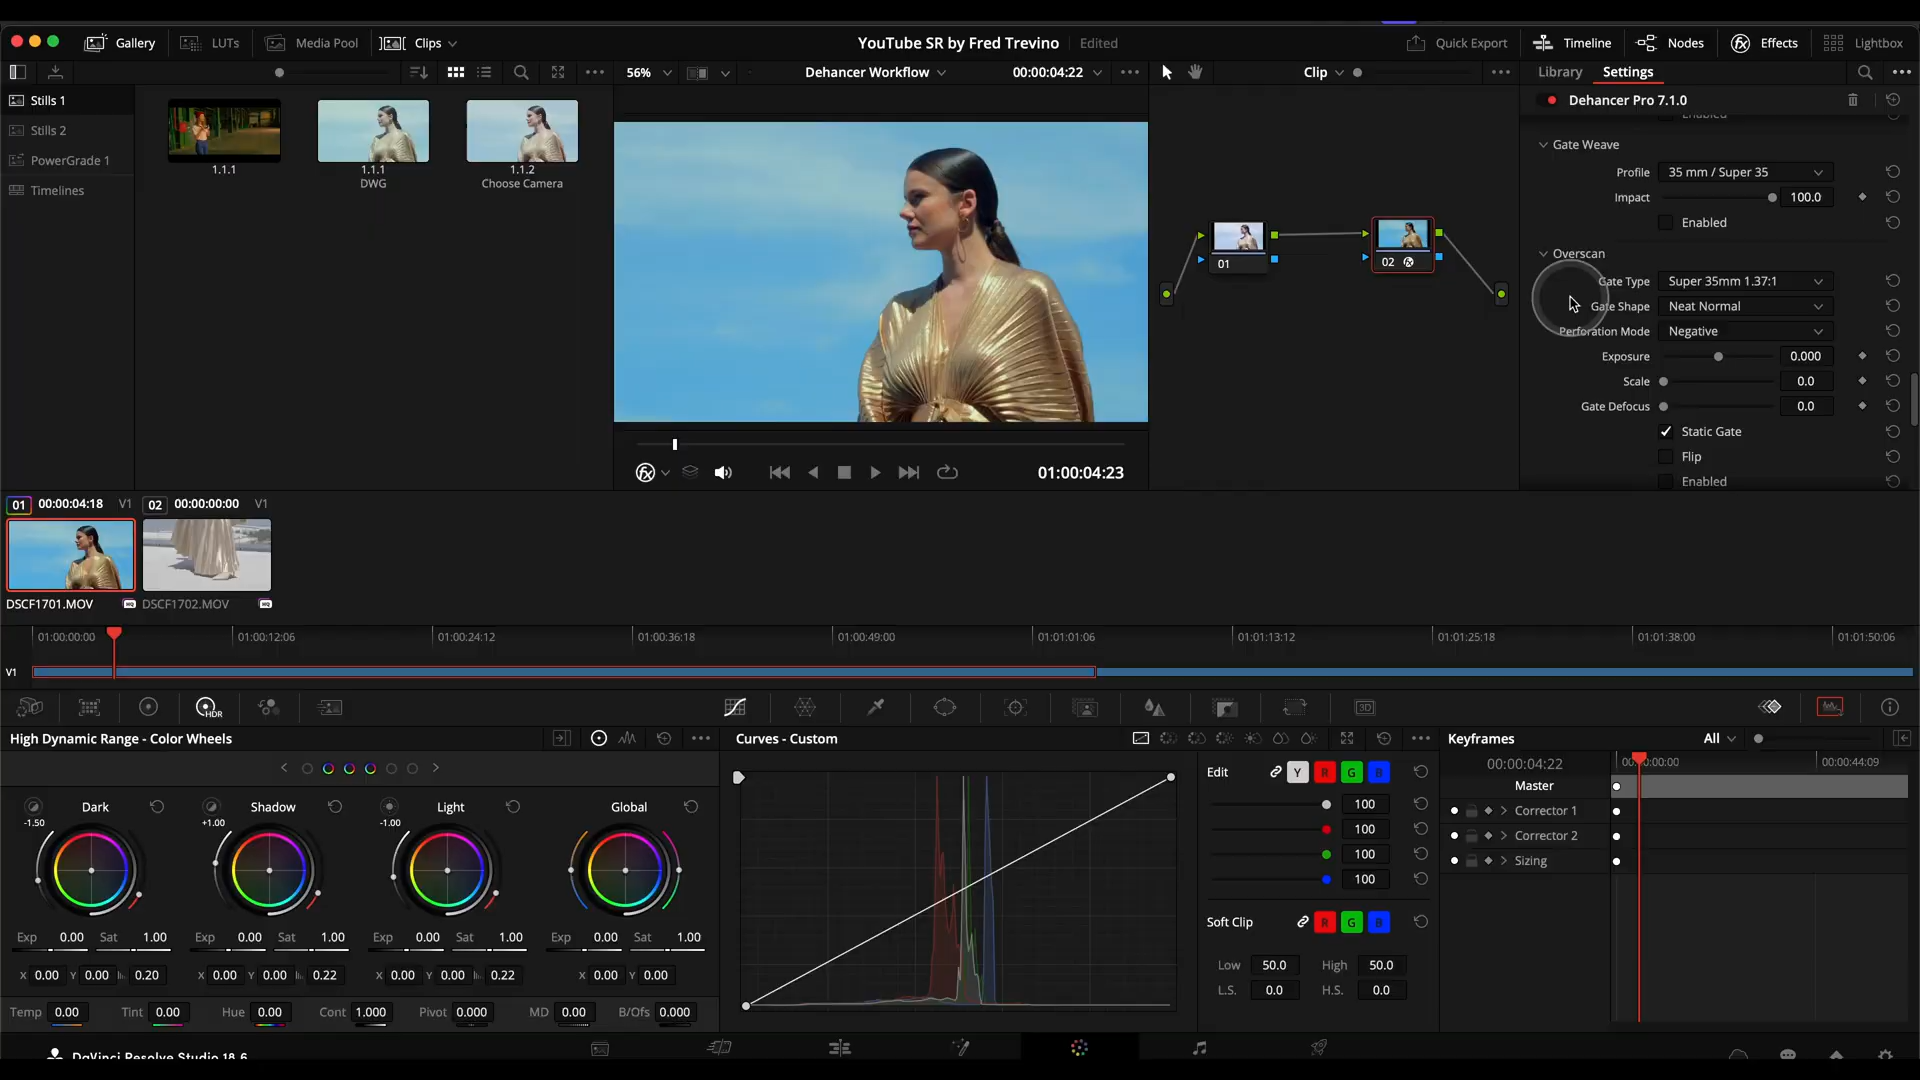 Gallery LUTs Media Pool Clips YouTube SR by Fred Trevino Edited Quick Export Timeline Nodes Effects Lightbox
56% Dehancer Workflow 00:00:04:22 Clip Library Settings
Stills 1
Stills 2
PowerGrade 1
Timelines
1.1.1
1.1.1
DWG
1.1.2
Choose Camera
01
02
Dehancer Pro 7.1.0
Enabled
Gate Weave
Profile 35 mm / Super 35
Impact 100.0
Enabled
Overscan
Gate Type Super 35mm 1.37:1
Gate Shape Neat Normal
Perforation Mode Negative
Exposure 0.000
Scale 0.0
Gate Defocus 0.0
Static Gate
Flip
Enabled
01:00:04:23
01 00:00:04:18 V1 02 00:00:00:00 V1
DSCF1701.MOV DSCF1702.MOV
01:00:00:00 01:00:12:06 01:00:24:12 01:00:36:18 01:00:49:00 01:01:01:06 01:01:13:12 01:01:25:18 01:01:38:00 01:01:50:06
V1
HDR
3D
High Dynamic Range - Color Wheels
Dark Shadow Light Global
-1.50 +1.00 -1.00
Exp 0.00 Sat 1.00 Exp 0.00 Sat 1.00 Exp 0.00 Sat 1.00 Exp 0.00 Sat 1.00
X 0.00 Y 0.00 0.20 X 0.00 Y 0.00 0.22 X 0.00 Y 0.00 0.22 X 0.00 Y 0.00
Temp 0.00 Tint 0.00 Hue 0.00 Cont 1.000 Pivot 0.000 MD 0.00 B/Ofs 0.000
Curves - Custom
Edit Y R G B
100
100
100
100
Soft Clip R G B
Low 50.0 High 50.0
L.S. 0.0 H.S. 0.0
Keyframes All
00:00:04:22 00:00:44:09
Master
Corrector 1
Corrector 2
Sizing
DaVinci Resolve Studio 18.6